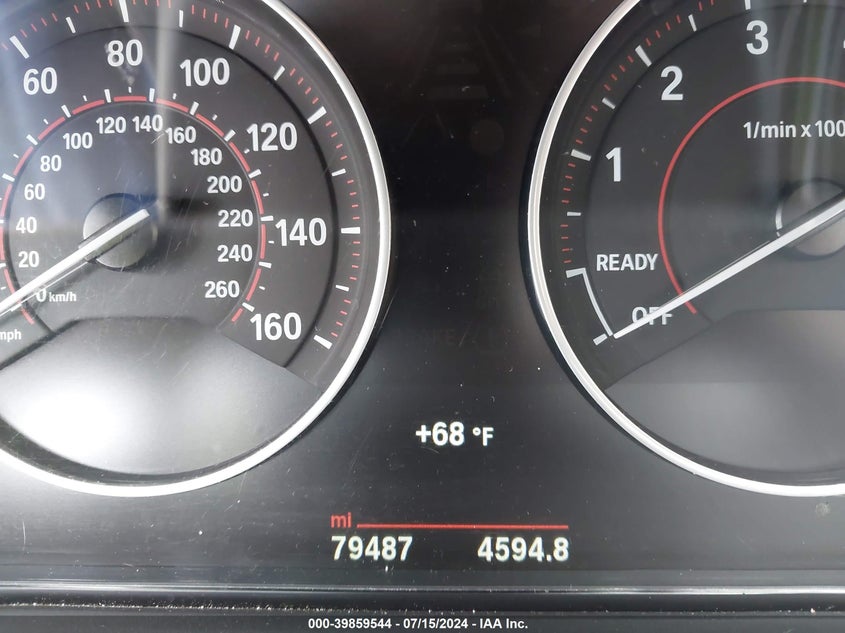 60 80 100 120 140 160
0 km/h 20 40 60 80 100 120 140 160 180 200 220 240 260
mph
1 2 3
1/min x 100
READY
OFF
+68 °F
mi
79487 4594.8
000-39859544 - 07/15/2024 - IAA Inc.